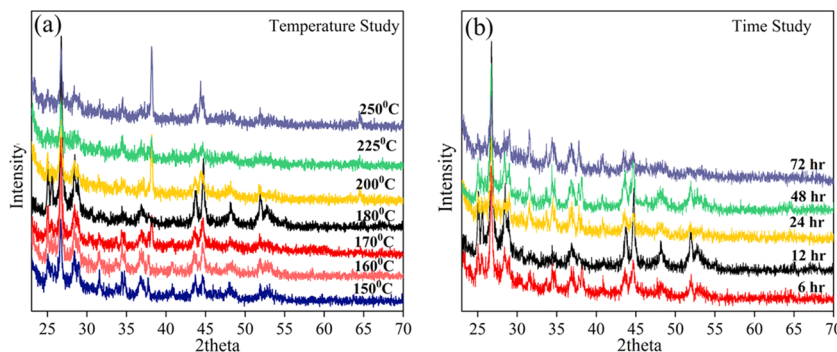 (a) Temperature Study
Intensity
250⁰C
225⁰C
200⁰C
180⁰C
170⁰C
160⁰C
150⁰C
25 30 35 40 45 50 55 60 65 70
2theta
(b) Time Study
Intensity
72 hr
48 hr
24 hr
12 hr
6 hr
25 30 35 40 45 50 55 60 65 70
2theta